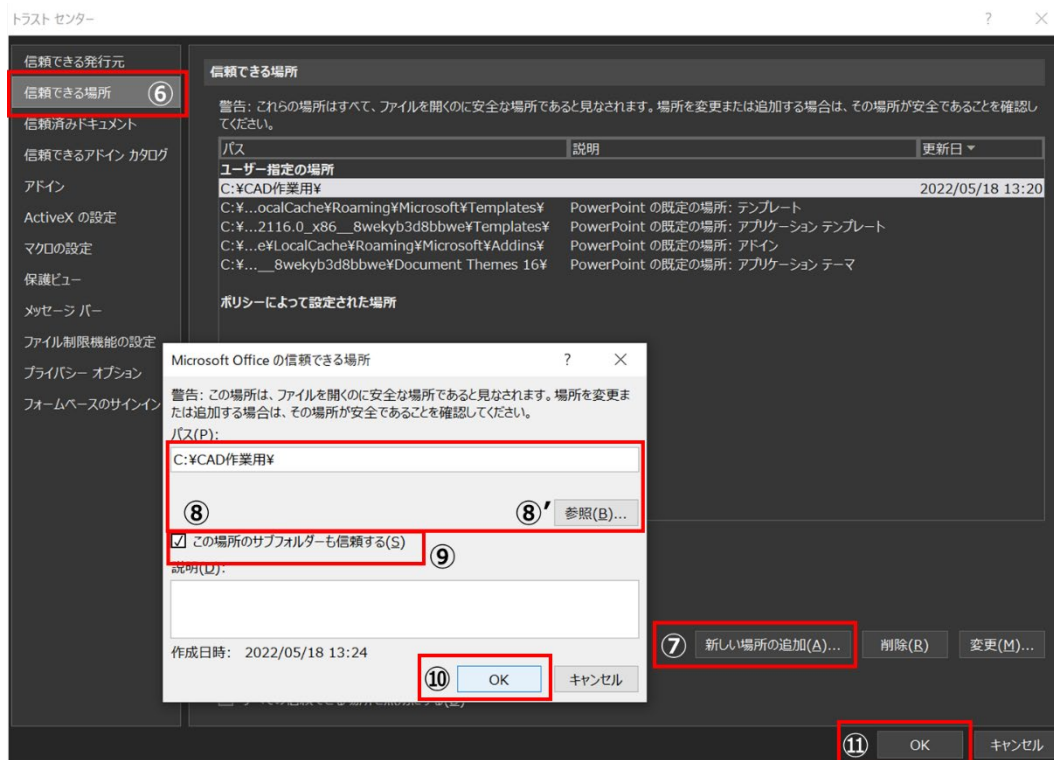 トラスト センター
信頼できる発行元
信頼できる場所 ⑥
信頼済みドキュメント
信頼できるアドイン カタログ
アドイン
ActiveX の設定
マクロの設定
保護ビュー
メッセージ バー
ファイル制限機能の設定
プライバシー オプション
フォームベースのサインイン
信頼できる場所
警告: これらの場所はすべて、ファイルを開くのに安全な場所であると見なされます。場所を変更または追加する場合は、その場所が安全であることを確認し
てください。
パス 説明 更新日
ユーザー指定の場所
C:¥CAD作業用¥ 2022/05/18 13:20
C:¥...ocalCache¥Roaming¥Microsoft¥Templates¥ PowerPoint の既定の場所: テンプレート
C:¥...2116.0_x86__8wekyb3d8bbwe¥Templates¥ PowerPoint の既定の場所: アプリケーション テンプレート
C:¥...e¥LocalCache¥Roaming¥Microsoft¥Addins¥ PowerPoint の既定の場所: アドイン
C:¥...__8wekyb3d8bbwe¥Document Themes 16¥ PowerPoint の既定の場所: アプリケーション テーマ
ポリシーによって設定された場所
Microsoft Office の信頼できる場所
警告: この場所は、ファイルを開くのに安全な場所であると見なされます。場所を変更ま
たは追加する場合は、その場所が安全であることを確認してください。
パス(P):
C:¥CAD作業用¥
⑧ ⑧′ 参照(B)...
この場所のサブフォルダーも信頼する(S) ⑨
説明(D):
作成日時: 2022/05/18 13:24
⑩ OK キャンセル
⑦ 新しい場所の追加(A)... 削除(R) 変更(M)...
⑪ OK キャンセル